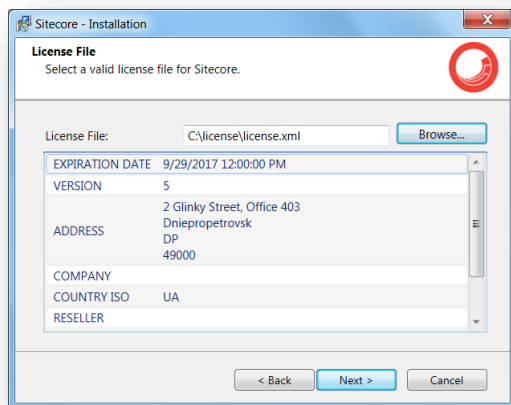 Sitecore - Installation
License File
Select a valid license file for Sitecore.
License File: C:\license\license.xml Browse...
EXPIRATION DATE 9/29/2017 12:00:00 PM
VERSION 5
ADDRESS 2 Glinky Street, Office 403
Dniepropetrovsk
DP
49000
COMPANY
COUNTRY ISO UA
RESELLER
< Back Next > Cancel